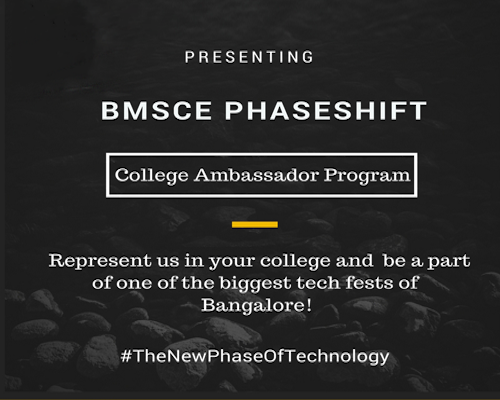 PRESENTING
BMSCE PHASESHIFT
College Ambassador Program
Represent us in your college and be a part
of one of the biggest tech fests of
Bangalore!
#TheNewPhaseOfTechnology